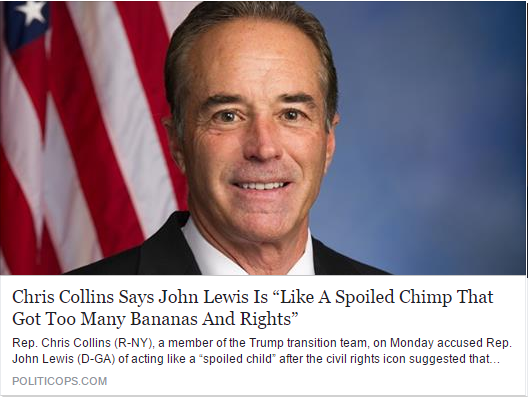 Chris Collins Says John Lewis Is “Like A Spoiled Chimp That
Got Too Many Bananas And Rights”
Rep. Chris Collins (R-NY), a member of the Trump transition team, on Monday accused Rep.
John Lewis (D-GA) of acting like a “spoiled child” after the civil rights icon suggested that…
POLITICOPS.COM